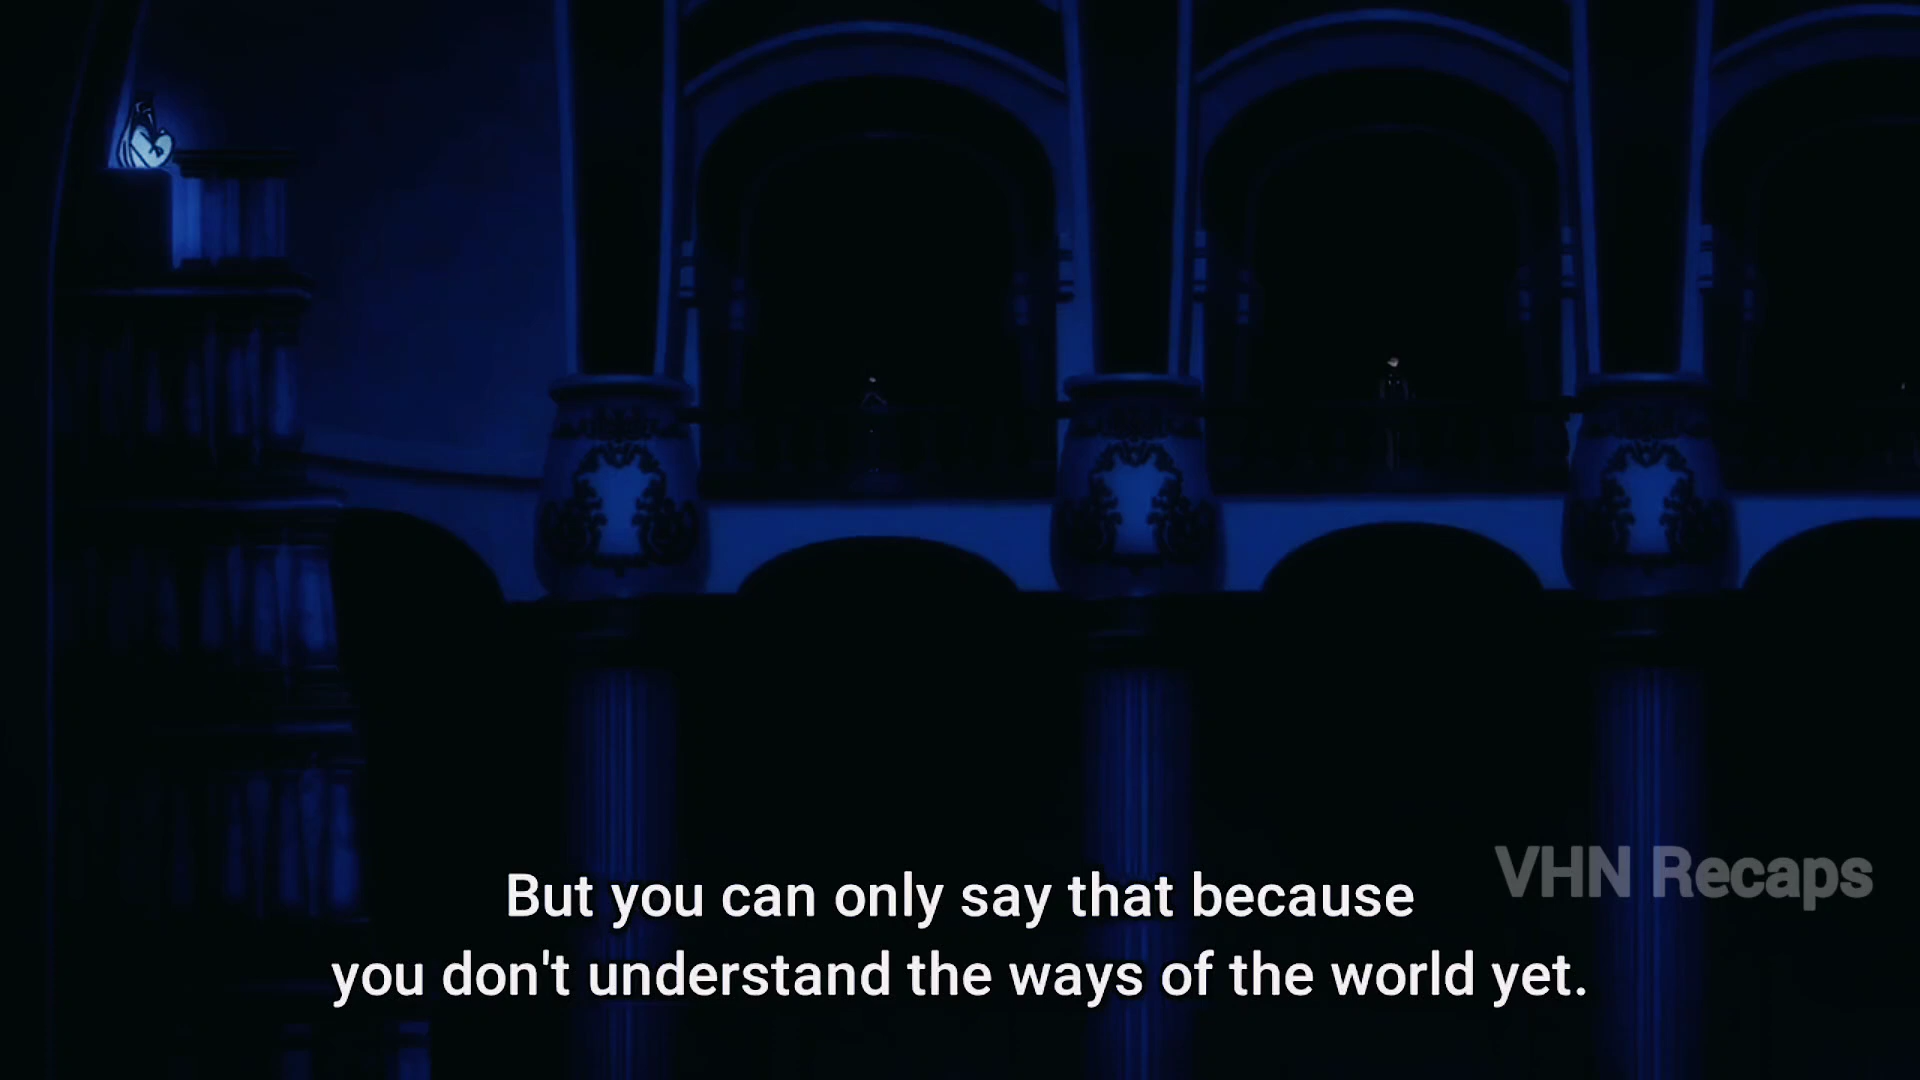 VHN Recaps
But you can only say that because
you don't understand the ways of the world yet.